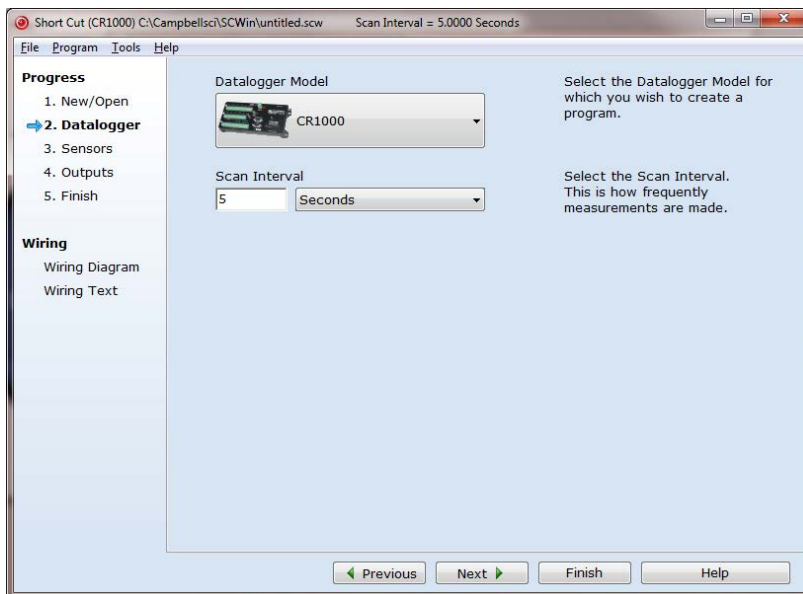 Short Cut (CR1000) C:\Campbellsci\SCWin\untitled.scw Scan Interval = 5.0000 Seconds
File Program Tools Help
Progress
1. New/Open
2. Datalogger
3. Sensors
4. Outputs
5. Finish
Wiring
Wiring Diagram
Wiring Text
Datalogger Model
CR1000
Select the Datalogger Model for
which you wish to create a
program.
Scan Interval
5 Seconds
Select the Scan Interval.
This is how frequently
measurements are made.
Previous Next Finish Help